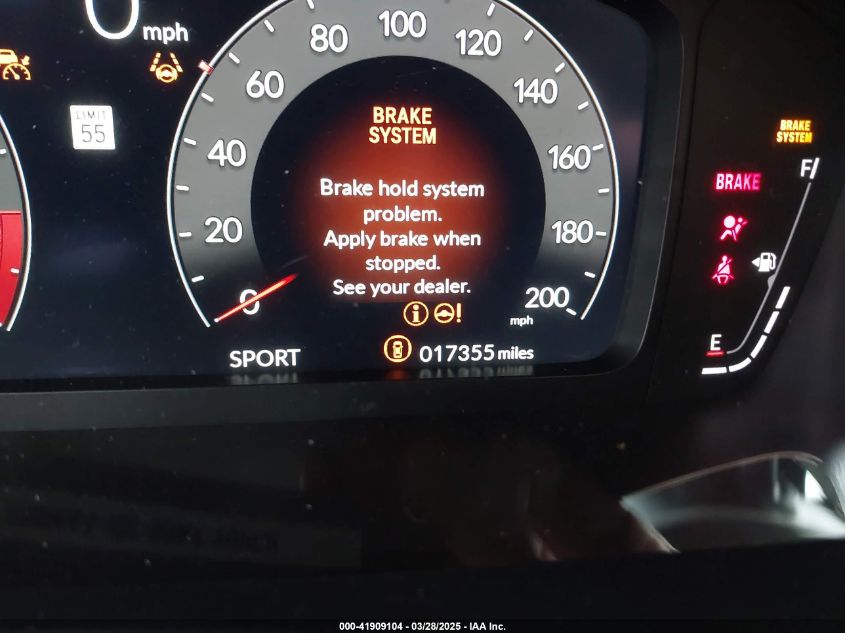 0 mph
LIMIT
55
0
20
40
60
80
100
120
140
160
180
200
mph
BRAKE
SYSTEM
Brake hold system
problem.
Apply brake when
stopped.
See your dealer.
i
!
SPORT
017355 miles
BRAKE
SYSTEM
F
BRAKE
E
000-41909104 - 03/28/2025 - IAA Inc.